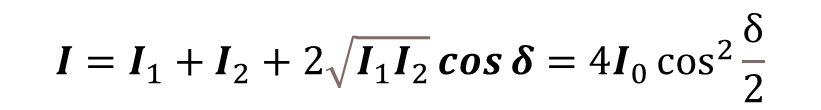 I = I₁ + I₂ + 2√(I₁I₂) cos δ = 4I₀ cos² δ/2